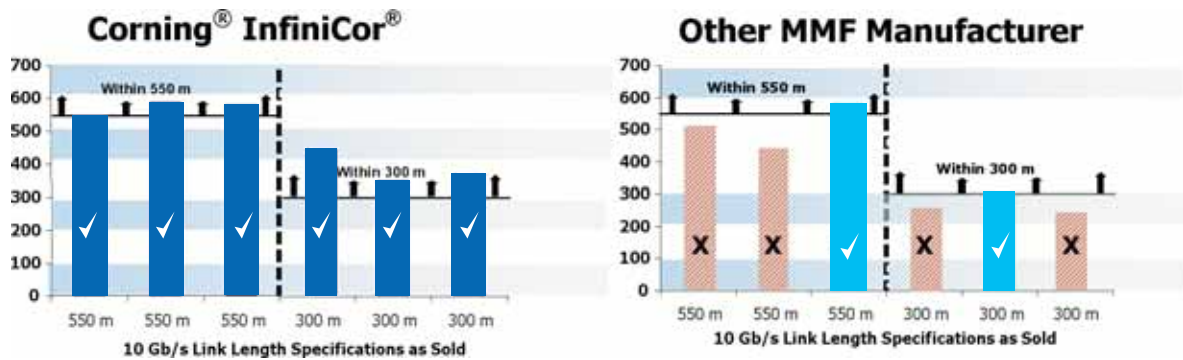 Corning® InfiniCor®
700
600
500
400
300
200
100
0
Within 550 m
Within 300 m
550 m 550 m 550 m 300 m 300 m 300 m
10 Gb/s Link Length Specifications as Sold
Other MMF Manufacturer
700
600
500
400
300
200
100
0
Within 550 m
Within 300 m
X X X X
550 m 550 m 550 m 300 m 300 m 300 m
10 Gb/s Link Length Specifications as Sold